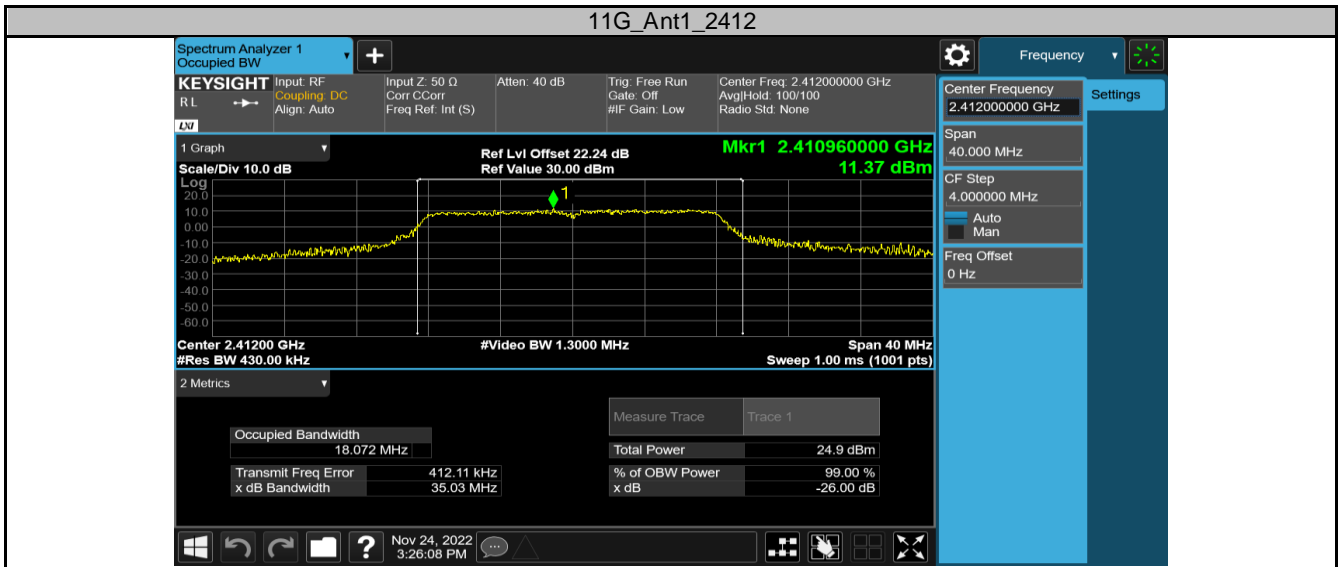 11G_Ant1_2412
Spectrum Analyzer 1
Occupied BW
Frequency
KEYSIGHT
R L
LXI
Input: RF
Coupling: DC
Align: Auto
Input Z: 50 Ω
Corr CCorr
Freq Ref: Int (S)
Atten: 40 dB
Trig: Free Run
Gate: Off
#IF Gain: Low
Center Freq: 2.412000000 GHz
Avg|Hold: 100/100
Radio Std: None
Center Frequency
2.412000000 GHz
Settings
Span
40.000 MHz
CF Step
4.000000 MHz
Auto
Man
Freq Offset
0 Hz
1 Graph
Scale/Div 10.0 dB
Ref Lvl Offset 22.24 dB
Ref Value 30.00 dBm
Mkr1 2.410960000 GHz
11.37 dBm
Log
20.0
10.0
0.00
-10.0
-20.0
-30.0
-40.0
-50.0
-60.0
1
Center 2.41200 GHz
#Res BW 430.00 kHz
#Video BW 1.3000 MHz
Span 40 MHz
Sweep 1.00 ms (1001 pts)
2 Metrics
Measure Trace Trace 1
Occupied Bandwidth
18.072 MHz
Total Power 24.9 dBm
Transmit Freq Error 412.11 kHz
% of OBW Power 99.00 %
x dB Bandwidth 35.03 MHz
x dB -26.00 dB
?
Nov 24, 2022
3:26:08 PM